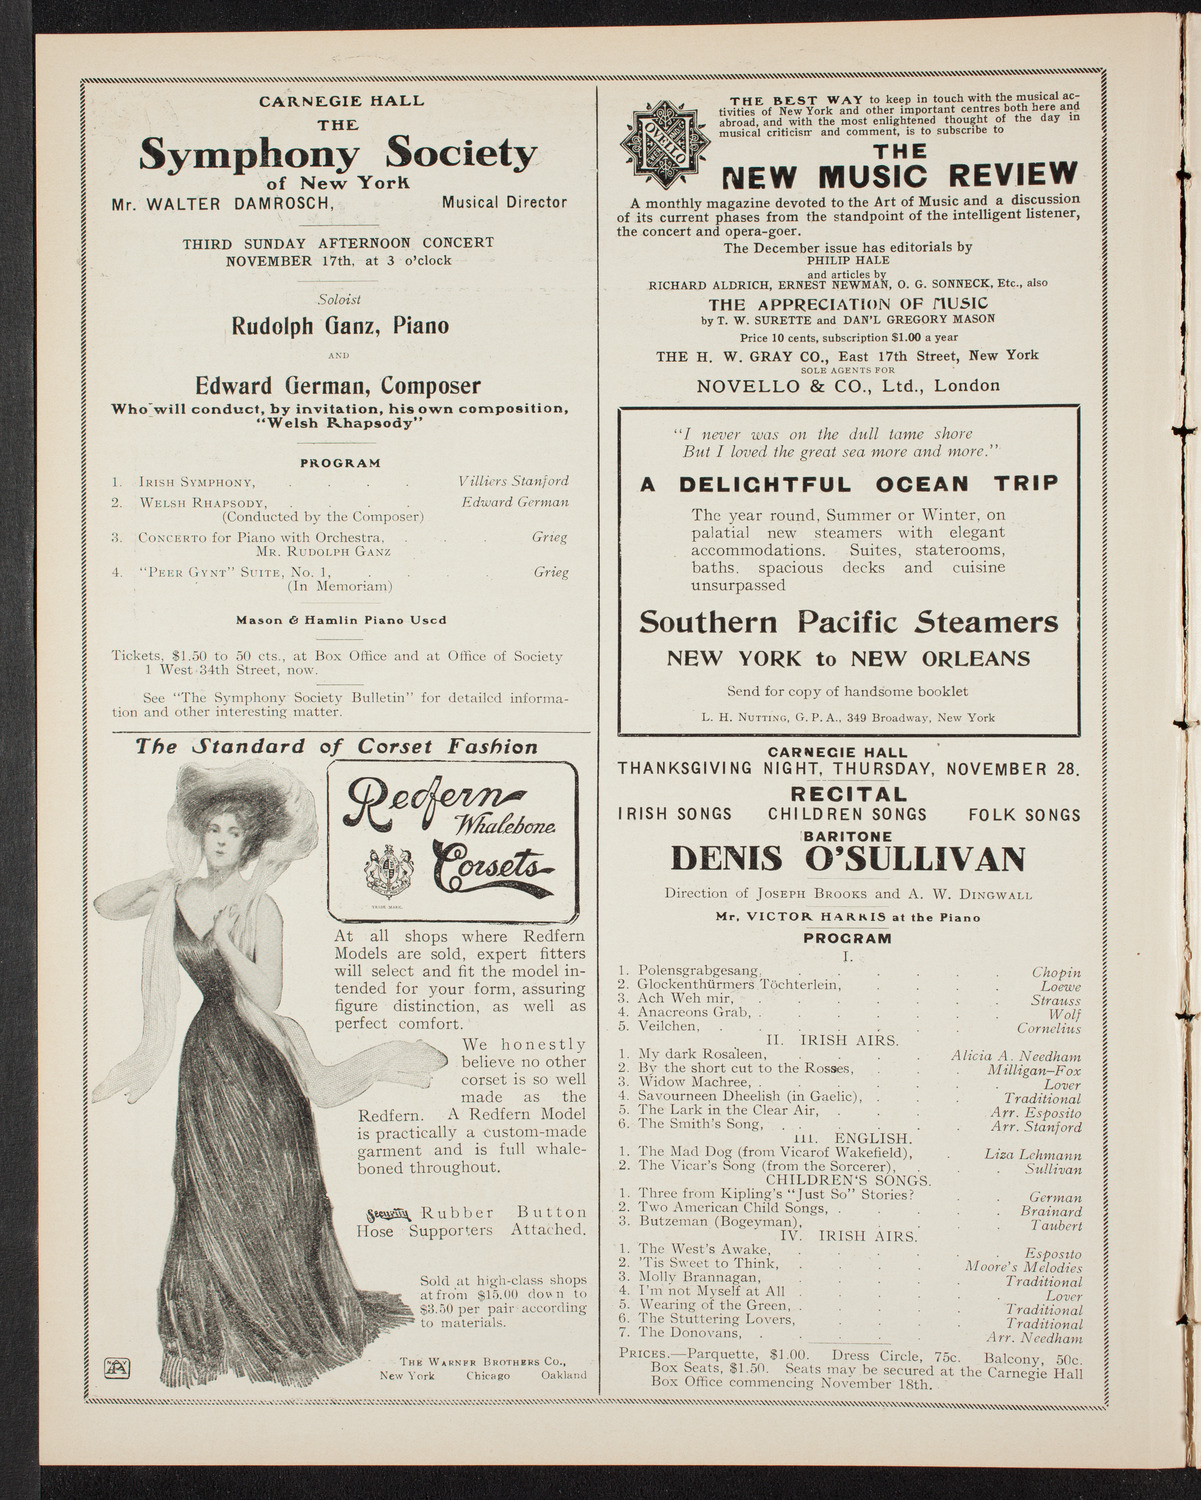 CARNEGIE HALL
THE
Symphony Society
of New York
Mr. WALTER DAMROSCH, Musical Director
THIRD SUNDAY AFTERNOON CONCERT
NOVEMBER 17th, at 3 o'clock
Soloist
Rudolph Ganz, Piano
AND
Edward German, Composer
Who will conduct, by invitation, his own composition,
"Welsh Rhapsody"
PROGRAM
1. IRISH SYMPHONY, . . . . Villiers Stanford
2. WELSH RHAPSODY, . . . . Edward German
(Conducted by the Composer)
3. CONCERTO for Piano with Orchestra, . . . Grieg
MR. RUDOLPH GANZ
4. "PEER GYNT" SUITE, No. 1, . . . . Grieg
(In Memoriam)
Mason & Hamlin Piano Used
Tickets, $1.50 to 50 cts., at Box Office and at Office of Society
1 West 34th Street, now.
See "The Symphony Society Bulletin" for detailed informa-
tion and other interesting matter.
The Standard of Corset Fashion
Redfern
Whalebone
Corsets
TRADE MARK.
At all shops where Redfern
Models are sold, expert fitters
will select and fit the model in-
tended for your form, assuring
figure distinction, as well as
perfect comfort.
We honestly
believe no other
corset is so well
made as the
Redfern. A Redfern Model
is practically a custom-made
garment and is full whale-
boned throughout.
Security Rubber Button
Hose Supporters Attached.
Sold at high-class shops
at from $15.00 down to
$3.50 per pair according
to materials.
THE WARNER BROTHERS CO.,
New York Chicago Oakland
NOVELLO
THE BEST WAY to keep in touch with the musical ac-
tivities of New York and other important centres both here and
abroad, and with the most enlightened thought of the day in
musical criticism and comment, is to subscribe to
THE
NEW MUSIC REVIEW
A monthly magazine devoted to the Art of Music and a discussion
of its current phases from the standpoint of the intelligent listener,
the concert and opera-goer.
The December issue has editorials by
PHILIP HALE
and articles by
RICHARD ALDRICH, ERNEST NEWMAN, O. G. SONNECK, Etc., also
THE APPRECIATION OF MUSIC
by T. W. SURETTE and DAN'L GREGORY MASON
Price 10 cents, subscription $1.00 a year
THE H. W. GRAY CO., East 17th Street, New York
SOLE AGENTS FOR
NOVELLO & CO., Ltd., London
"I never was on the dull tame shore
But I loved the great sea more and more."
A DELIGHTFUL OCEAN TRIP
The year round, Summer or Winter, on
palatial new steamers with elegant
accommodations. Suites, staterooms,
baths, spacious decks and cuisine
unsurpassed
Southern Pacific Steamers
NEW YORK to NEW ORLEANS
Send for copy of handsome booklet
L. H. NUTTING, G. P. A., 349 Broadway, New York
CARNEGIE HALL
THANKSGIVING NIGHT, THURSDAY, NOVEMBER 28.
RECITAL
IRISH SONGS CHILDREN SONGS FOLK SONGS
BARITONE
DENIS O'SULLIVAN
Direction of JOSEPH BROOKS and A. W. DINGWALL
Mr. VICTOR HARRIS at the Piano
PROGRAM
I.
1. Polensgrabgesang, . . . . . . Chopin
2. Glockenthürmers Töchterlein, . . . . Loewe
3. Ach Weh mir, . . . . . . . Strauss
4. Anacreons Grab, . . . . . . . Wolf
5. Veilchen, . . . . . . . Cornelius
II. IRISH AIRS.
1. My dark Rosaleen, . . . . Alicia A. Needham
2. By the short cut to the Rosses, . . . Milligan-Fox
3. Widow Machree, . . . . . . . Lover
4. Savourneen Dheelish (in Gaelic), . . . . Traditional
5. The Lark in the Clear Air, . . . . Arr. Esposito
6. The Smith's Song, . . . . . . Arr. Stanford
III. ENGLISH.
1. The Mad Dog (from Vicar of Wakefield), . Liza Lehmann
2. The Vicar's Song (from the Sorcerer), . . . Sullivan
CHILDREN'S SONGS.
1. Three from Kipling's "Just So" Stories? . . German
2. Two American Child Songs, . . . . . Brainard
3. Butzeman (Bogeyman), . . . . . Taubert
IV. IRISH AIRS.
1. The West's Awake, . . . . . . Esposito
2. 'Tis Sweet to Think, . . . . Moore's Melodies
3. Molly Brannagan, . . . . . Traditional
4. I'm not Myself at All . . . . . . Lover
5. Wearing of the Green, . . . . . Traditional
6. The Stuttering Lovers, . . . . Traditional
7. The Donovans, . . . . . Arr. Needham
PRICES.—Parquette, $1.00. Dress Circle, 75c. Balcony, 50c.
Box Seats, $1.50. Seats may be secured at the Carnegie Hall
Box Office commencing November 18th.